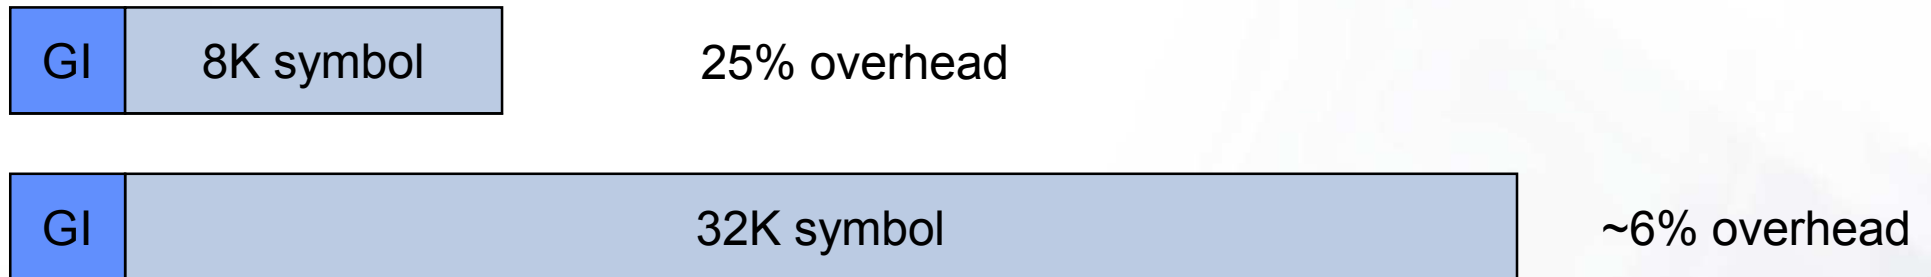 GI 8K symbol 25% overhead
GI 32K symbol ~6% overhead